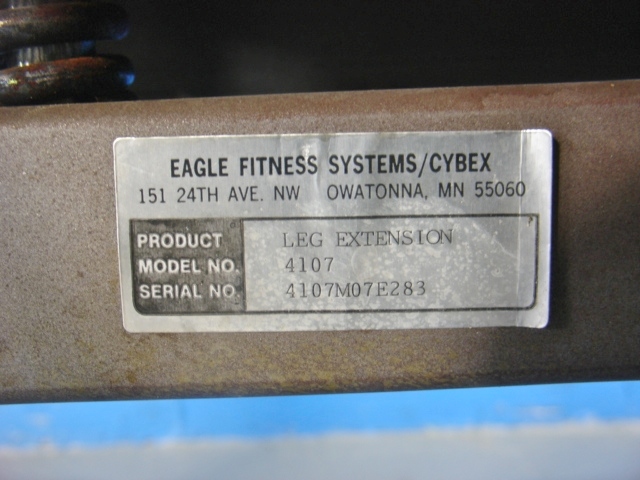 EAGLE FITNESS SYSTEMS/CYBEX
151 24TH AVE. NW OWATONNA, MN 55060
PRODUCT LEG EXTENSION
MODEL NO. 4107
SERIAL NO. 4107M07E283